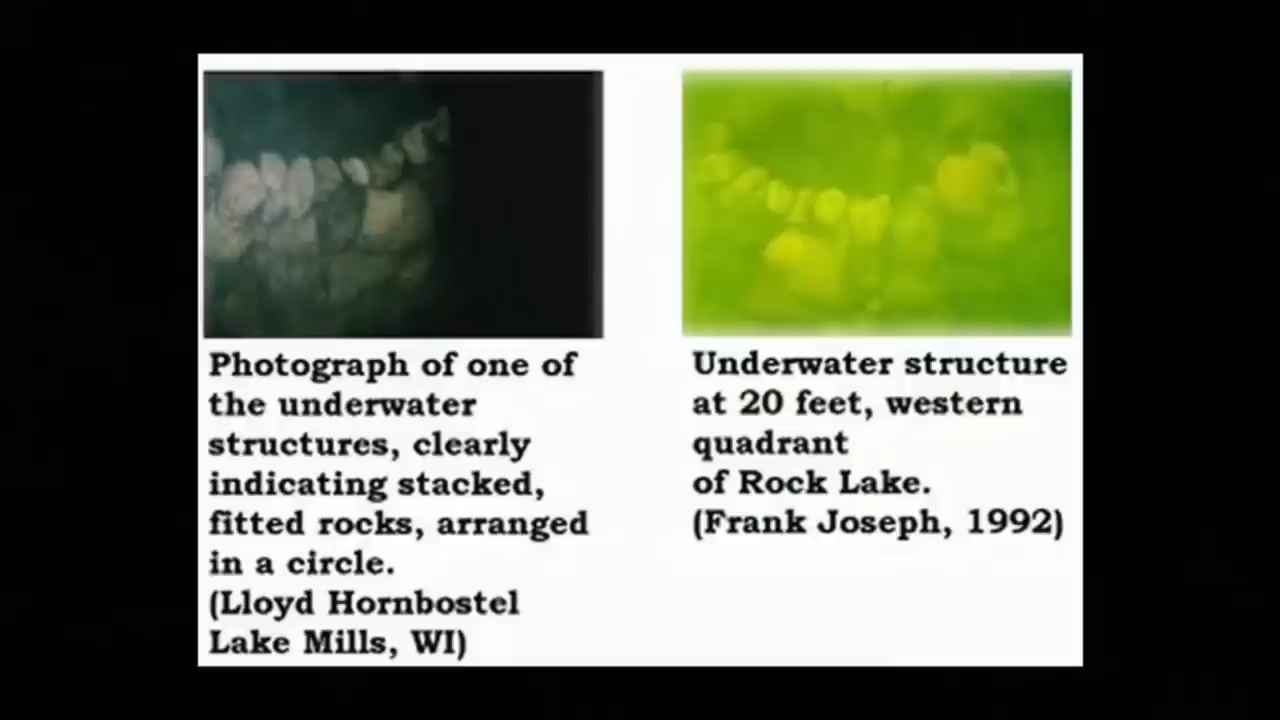 Photograph of one of
the underwater
structures, clearly
indicating stacked,
fitted rocks, arranged
in a circle.
(Lloyd Hornbostel
Lake Mills, WI)
Underwater structure
at 20 feet, western
quadrant
of Rock Lake.
(Frank Joseph, 1992)